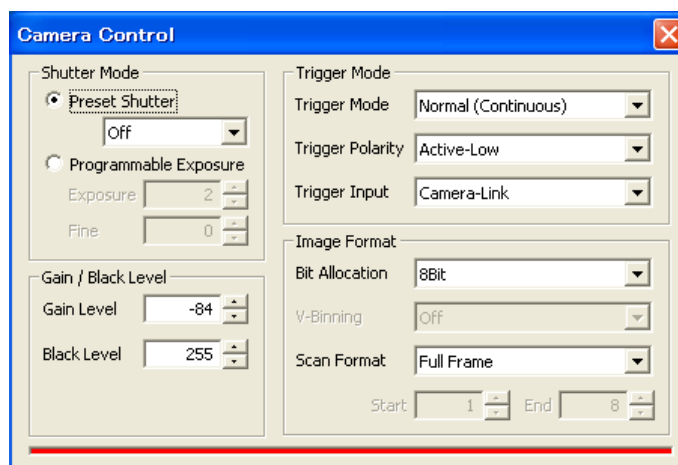 Camera Control
Shutter Mode
Preset Shutter
Off
Programmable Exposure
Exposure 2
Fine 0
Gain / Black Level
Gain Level -84
Black Level 255
Trigger Mode
Trigger Mode Normal (Continuous)
Trigger Polarity Active-Low
Trigger Input Camera-Link
Image Format
Bit Allocation 8Bit
V-Binning Off
Scan Format Full Frame
Start 1 End 8